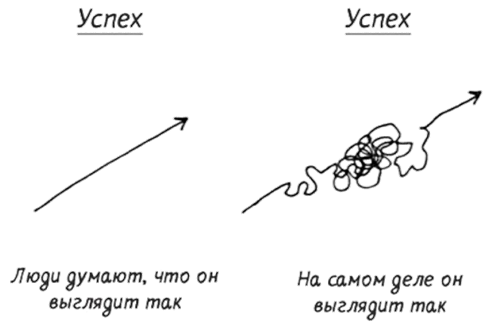 Успех
Люди думают, что он
выглядит так
Успех
На самом деле он
выглядит так